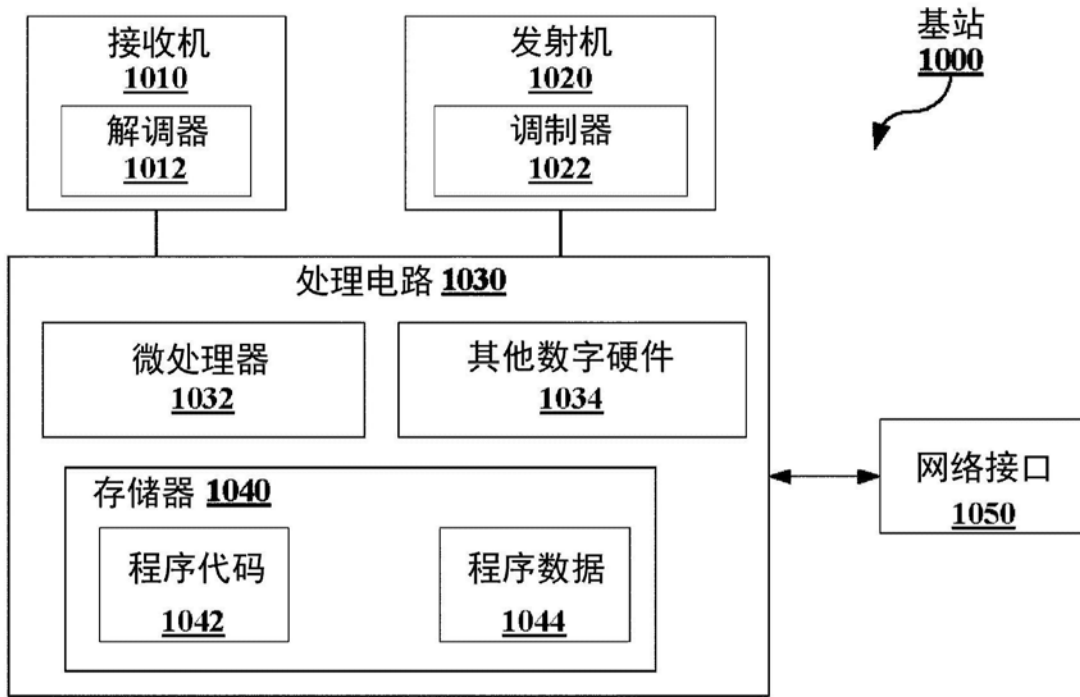 接收机
1010
解调器
1012
发射机
1020
调制器
1022
基站
1000
处理电路 1030
微处理器
1032
其他数字硬件
1034
存储器 1040
程序代码
1042
程序数据
1044
网络接口
1050